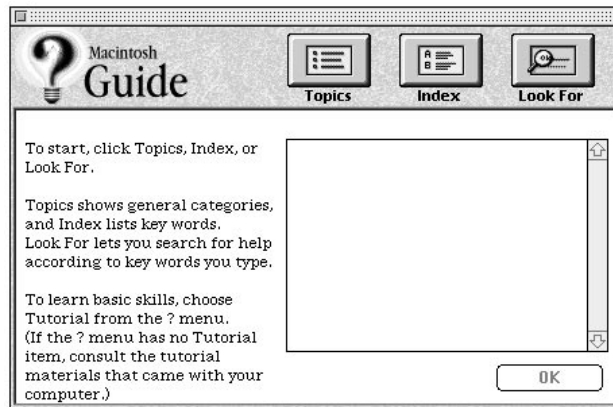 Macintosh
Guide
Topics
Index
Look For
To start, click Topics, Index, or
Look For.
Topics shows general categories,
and Index lists key words.
Look For lets you search for help
according to key words you type.
To learn basic skills, choose
Tutorial from the ? menu.
(If the ? menu has no Tutorial
item, consult the tutorial
materials that came with your
computer.)
OK